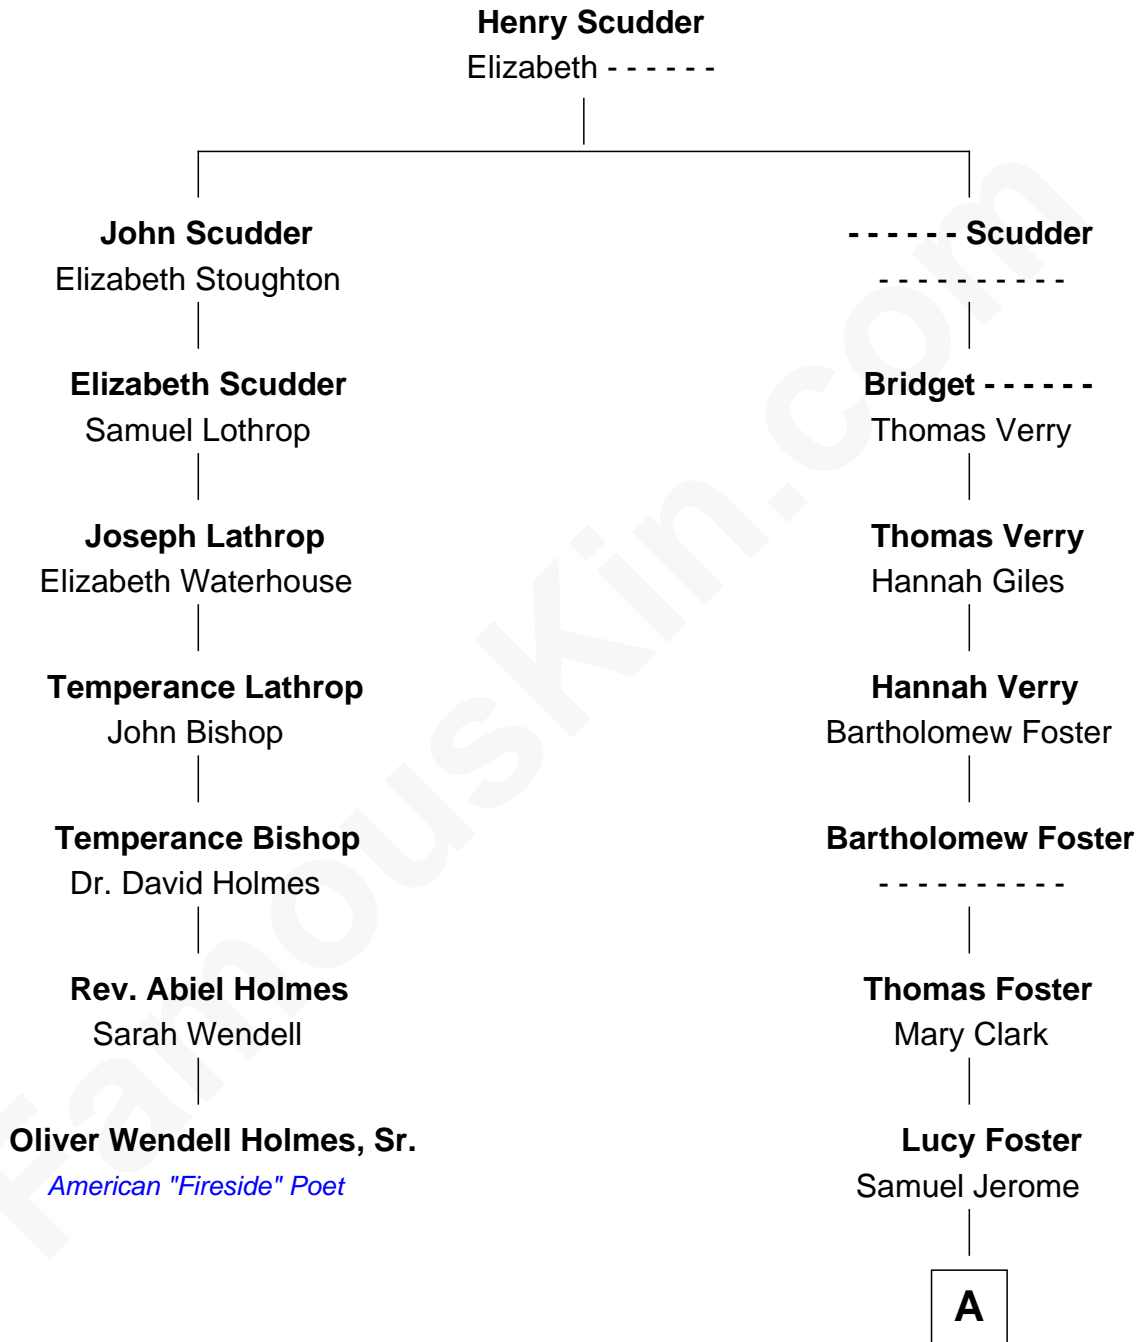 Henry Scudder
Elizabeth - - - - - -
John Scudder
- - - - - - Scudder
Elizabeth Stoughton
- - - - - - - - - -
Elizabeth Scudder
Bridget - - - - - -
Samuel Lothrop
Thomas Verry
Joseph Lathrop
Thomas Verry
Elizabeth Waterhouse
Hannah Giles
Temperance Lathrop
Hannah Verry
John Bishop
Bartholomew Foster
Temperance Bishop
Bartholomew Foster
Dr. David Holmes
- - - - - - - - - -
Rev. Abiel Holmes
Thomas Foster
Sarah Wendell
Mary Clark
Oliver Wendell Holmes, Sr.
Lucy Foster
American "Fireside" Poet
Samuel Jerome
A
FamousKin.com